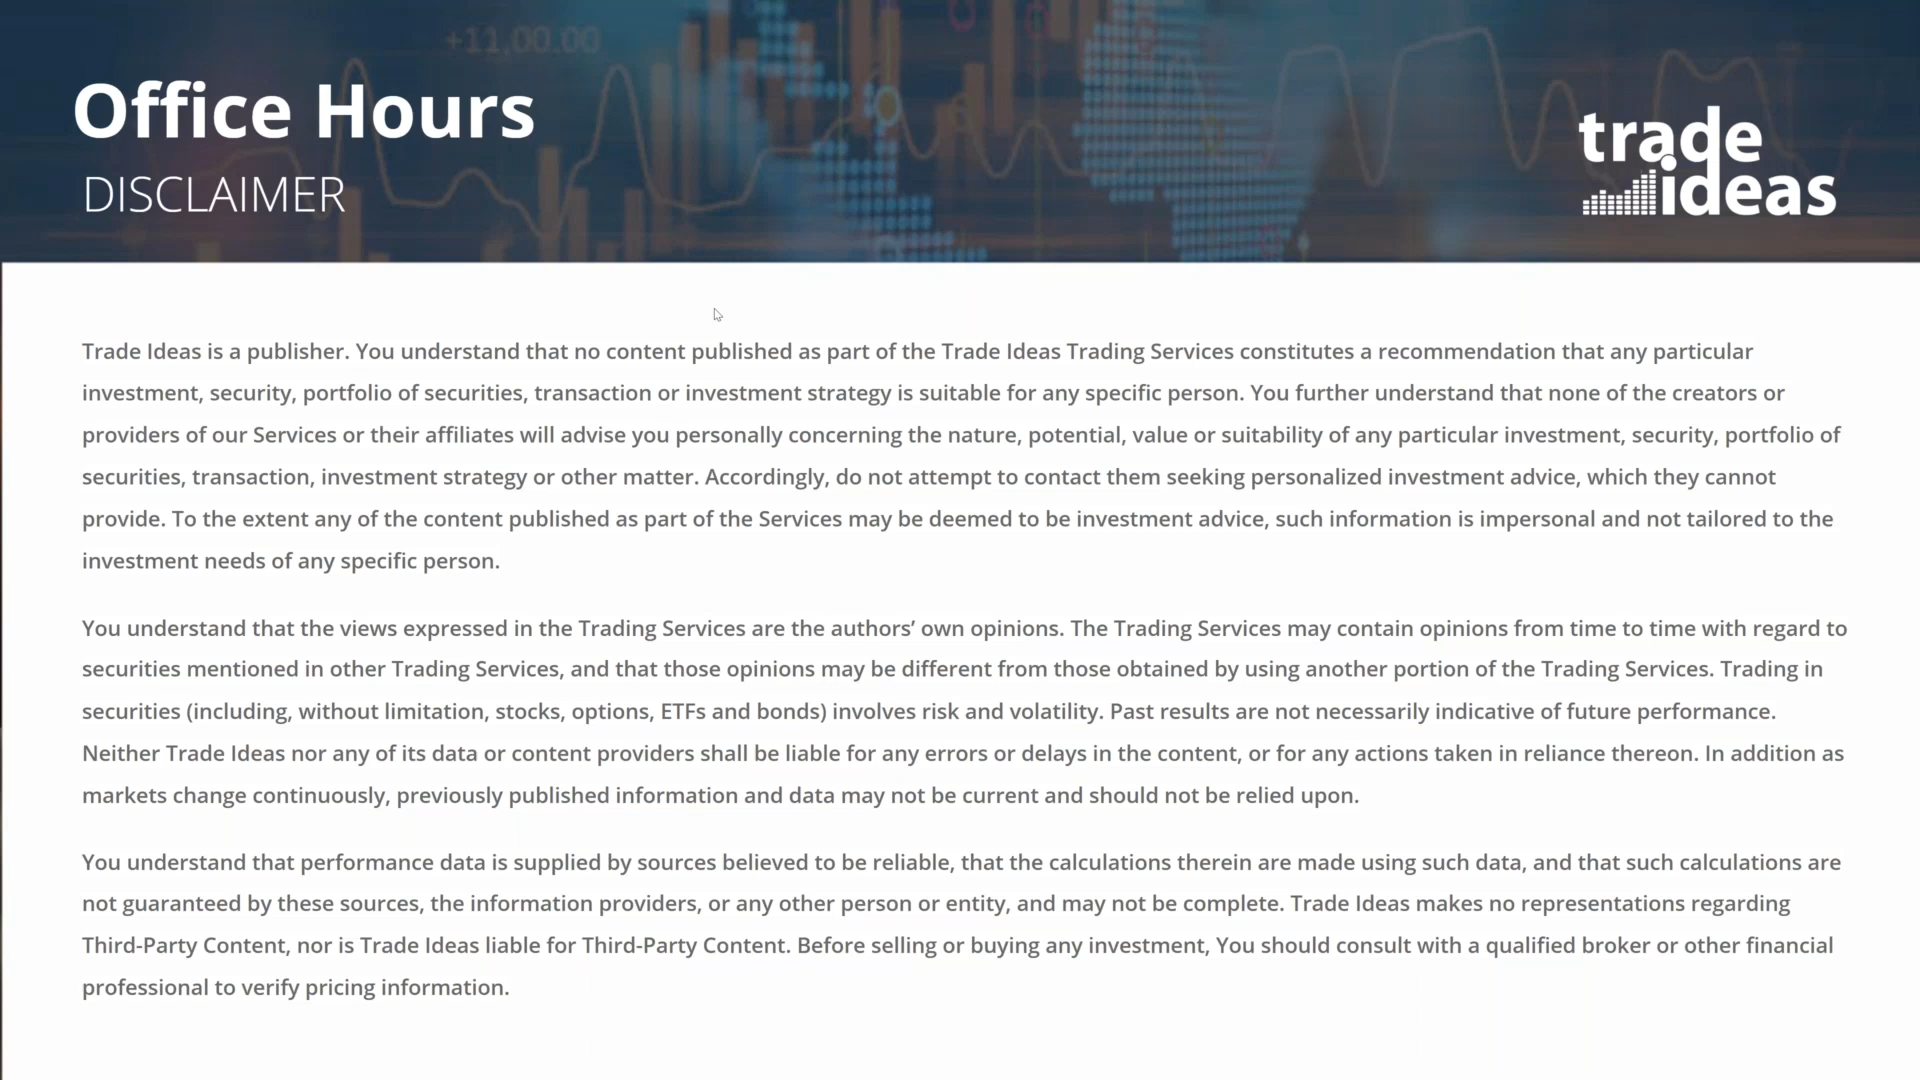 +11,00.00
Office Hours
DISCLAIMER
trade
ideas
Trade Ideas is a publisher. You understand that no content published as part of the Trade Ideas Trading Services constitutes a recommendation that any particular
investment, security, portfolio of securities, transaction or investment strategy is suitable for any specific person. You further understand that none of the creators or
providers of our Services or their affiliates will advise you personally concerning the nature, potential, value or suitability of any particular investment, security, portfolio of
securities, transaction, investment strategy or other matter. Accordingly, do not attempt to contact them seeking personalized investment advice, which they cannot
provide. To the extent any of the content published as part of the Services may be deemed to be investment advice, such information is impersonal and not tailored to the
investment needs of any specific person.
You understand that the views expressed in the Trading Services are the authors’ own opinions. The Trading Services may contain opinions from time to time with regard to
securities mentioned in other Trading Services, and that those opinions may be different from those obtained by using another portion of the Trading Services. Trading in
securities (including, without limitation, stocks, options, ETFs and bonds) involves risk and volatility. Past results are not necessarily indicative of future performance.
Neither Trade Ideas nor any of its data or content providers shall be liable for any errors or delays in the content, or for any actions taken in reliance thereon. In addition as
markets change continuously, previously published information and data may not be current and should not be relied upon.
You understand that performance data is supplied by sources believed to be reliable, that the calculations therein are made using such data, and that such calculations are
not guaranteed by these sources, the information providers, or any other person or entity, and may not be complete. Trade Ideas makes no representations regarding
Third-Party Content, nor is Trade Ideas liable for Third-Party Content. Before selling or buying any investment, You should consult with a qualified broker or other financial
professional to verify pricing information.